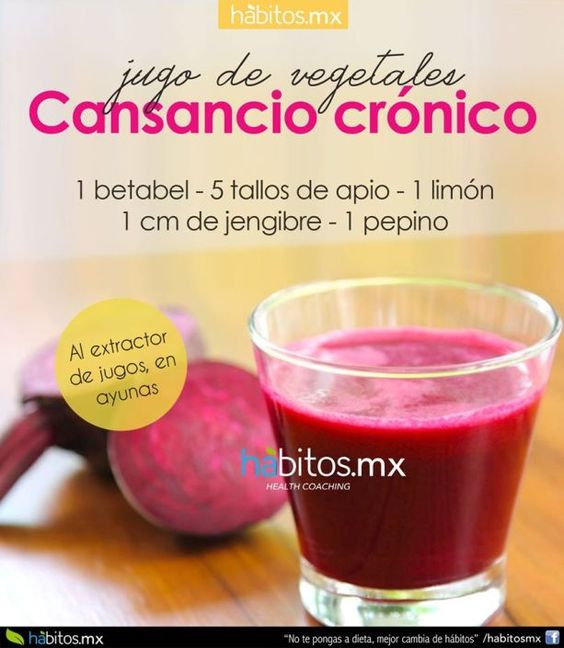 hàbitos.mx
jugo de vegetales
Cansancio crónico
1 betabel - 5 tallos de apio - 1 limón
1 cm de jengibre - 1 pepino
Al extractor
de jugos, en
ayunas
hàbitos.mx
HEALTH COACHING
hàbitos.mx
"No te pongas a dieta, mejor cambia de hábitos" /habitosmx f